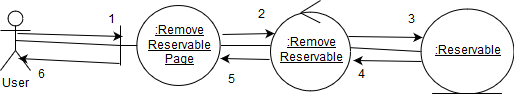 1
:Remove
Reservable
Page
2
:Remove
Reservable
3
:Reservable
4
5
6
User